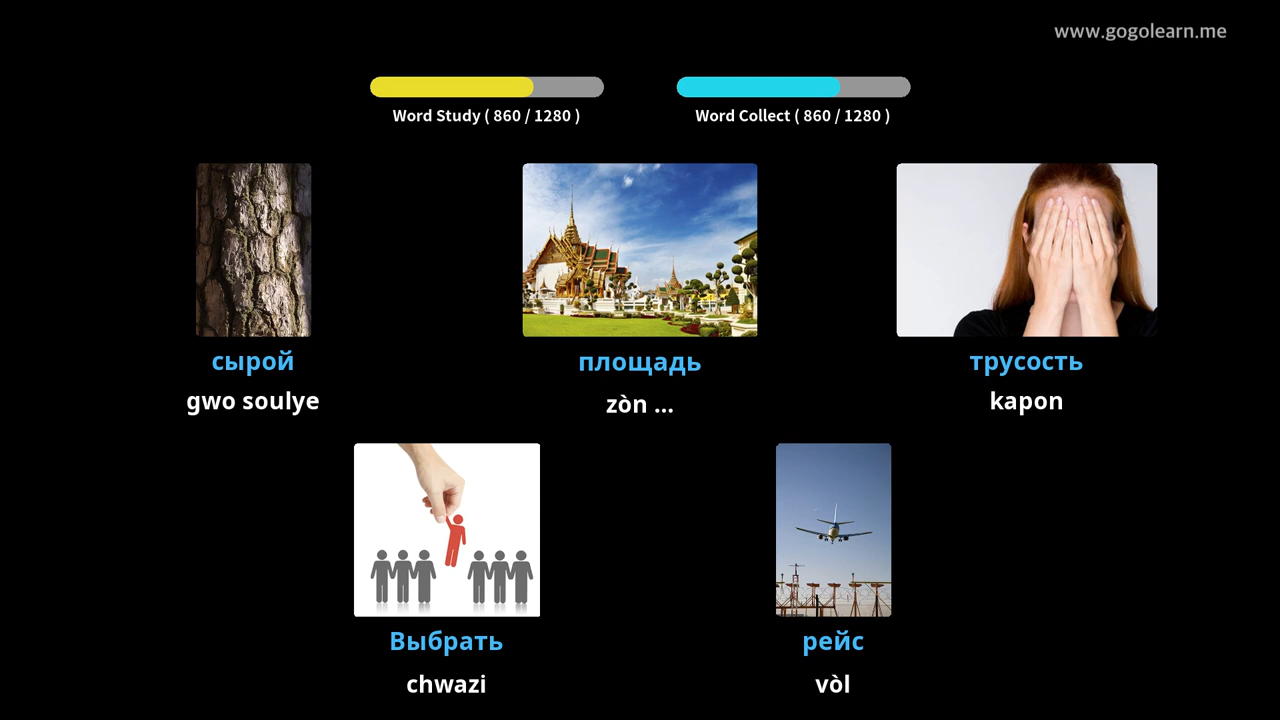 www.gogolearn.me
Word Study ( 860 / 1280 )
Word Collect ( 860 / 1280 )
сырой
gwo soulye
площадь
zòn ...
трусость
kapon
Выбрать
chwazi
рейс
vòl